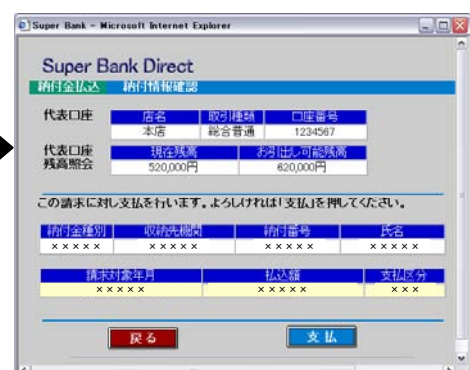 Super Bank - Microsoft Internet Explorer
Super Bank Direct
納付金払込 納付情報確認
代表口座 店名 取引種類 口座番号
本店 総合普通 1234567
代表口座 現在残高 お引出し可能残高
残高照会 520,000円 620,000円
この請求に対し支払を行います。よろしければ「支払」を押してください。
納付金種別 収納先機関 納付番号 氏名
××××× ××××× ××××× ×××××
請求対象年月 払込額 支払区分
××××× ××××× ×××
戻る 支払